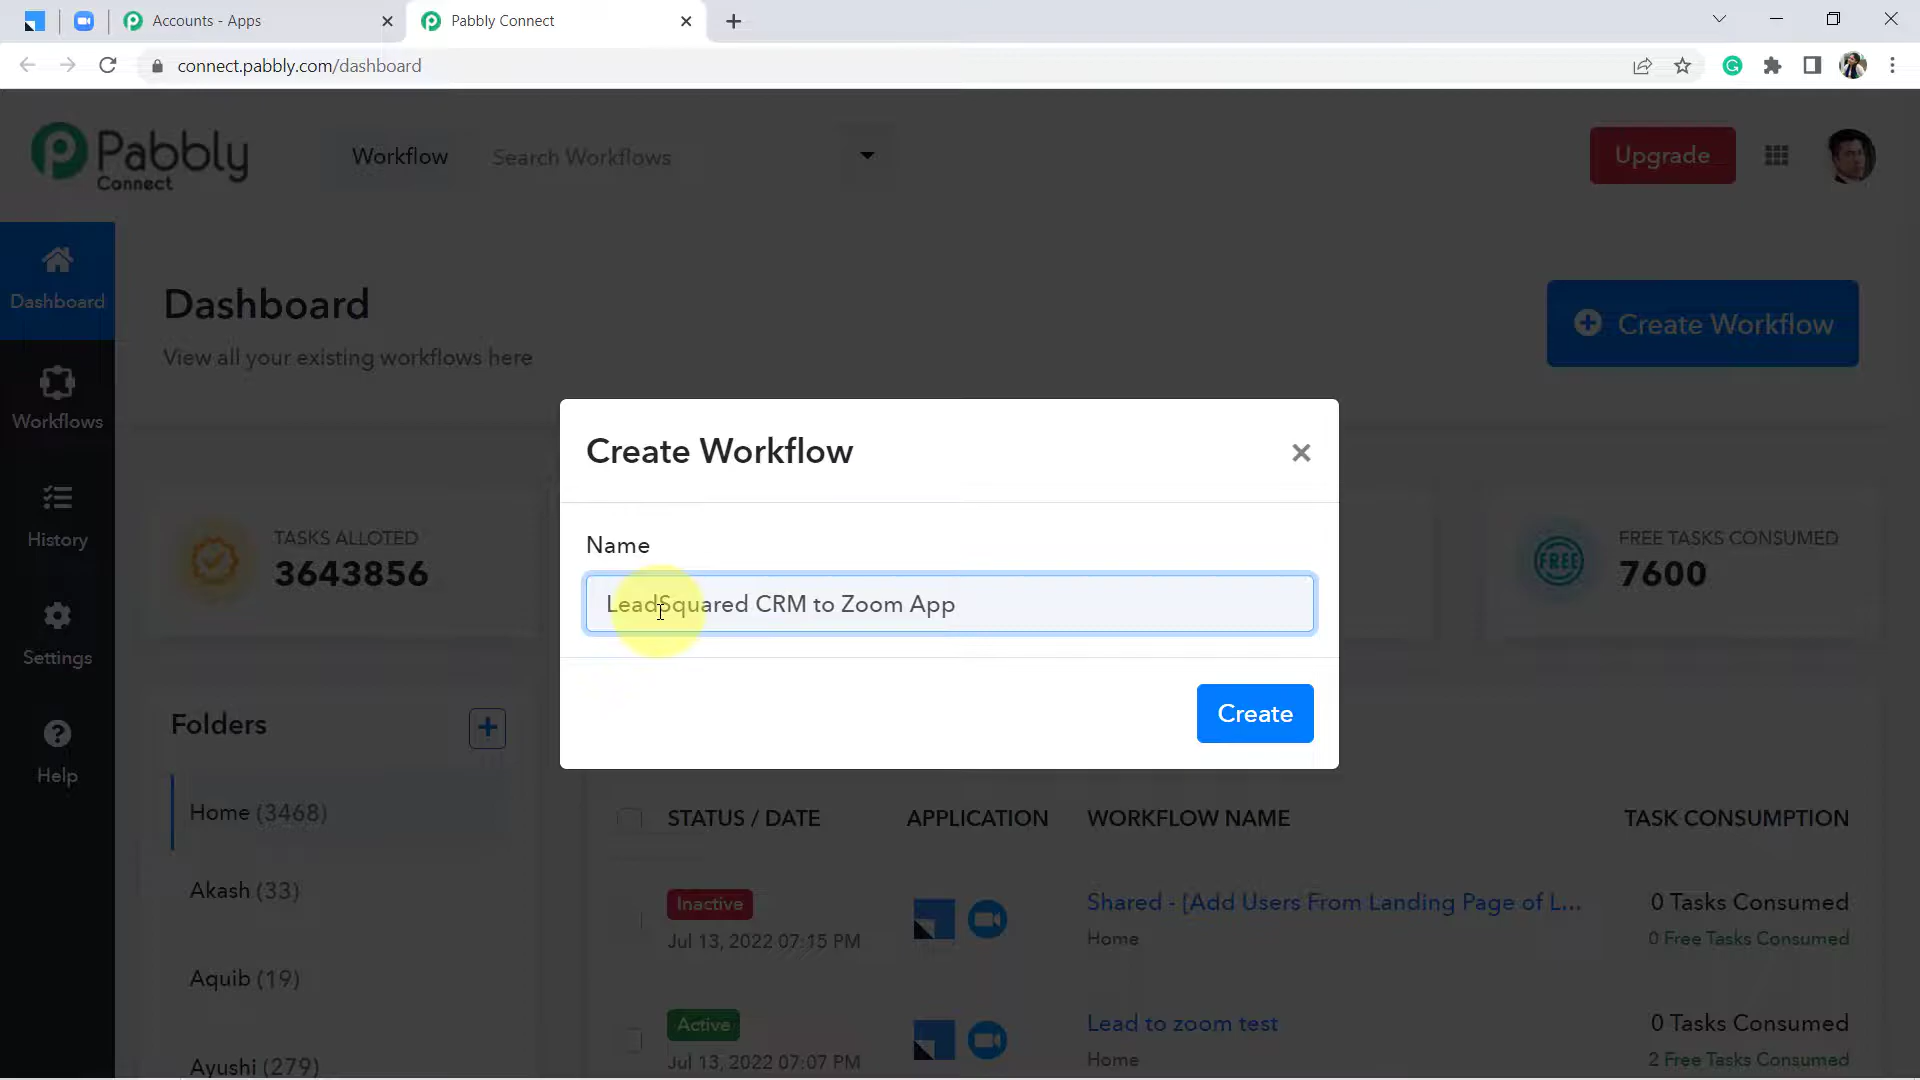 Accounts - Apps
Pabbly Connect
connect.pabbly.com/dashboard
Pabbly
Connect
Workflow
Search Workflows
Upgrade
Dashboard
Workflows
History
Settings
Help
Dashboard
View all your existing workflows here
Create Workflow
Create Workflow
Name
LeadSquared CRM to Zoom App
Create
TASKS ALLOTED
3643856
FREE
FREE TASKS CONSUMED
7600
Folders
Home (3468)
Akash (33)
Aquib (19)
Ayushi (279)
STATUS / DATE APPLICATION WORKFLOW NAME TASK CONSUMPTION
Inactive
Jul 13, 2022 07:15 PM
Shared - [Add Users From Landing Page of L...
Home
0 Tasks Consumed
0 Free Tasks Consumed
Active
Jul 13, 2022 07:07 PM
Lead to zoom test
Home
0 Tasks Consumed
2 Free Tasks Consumed